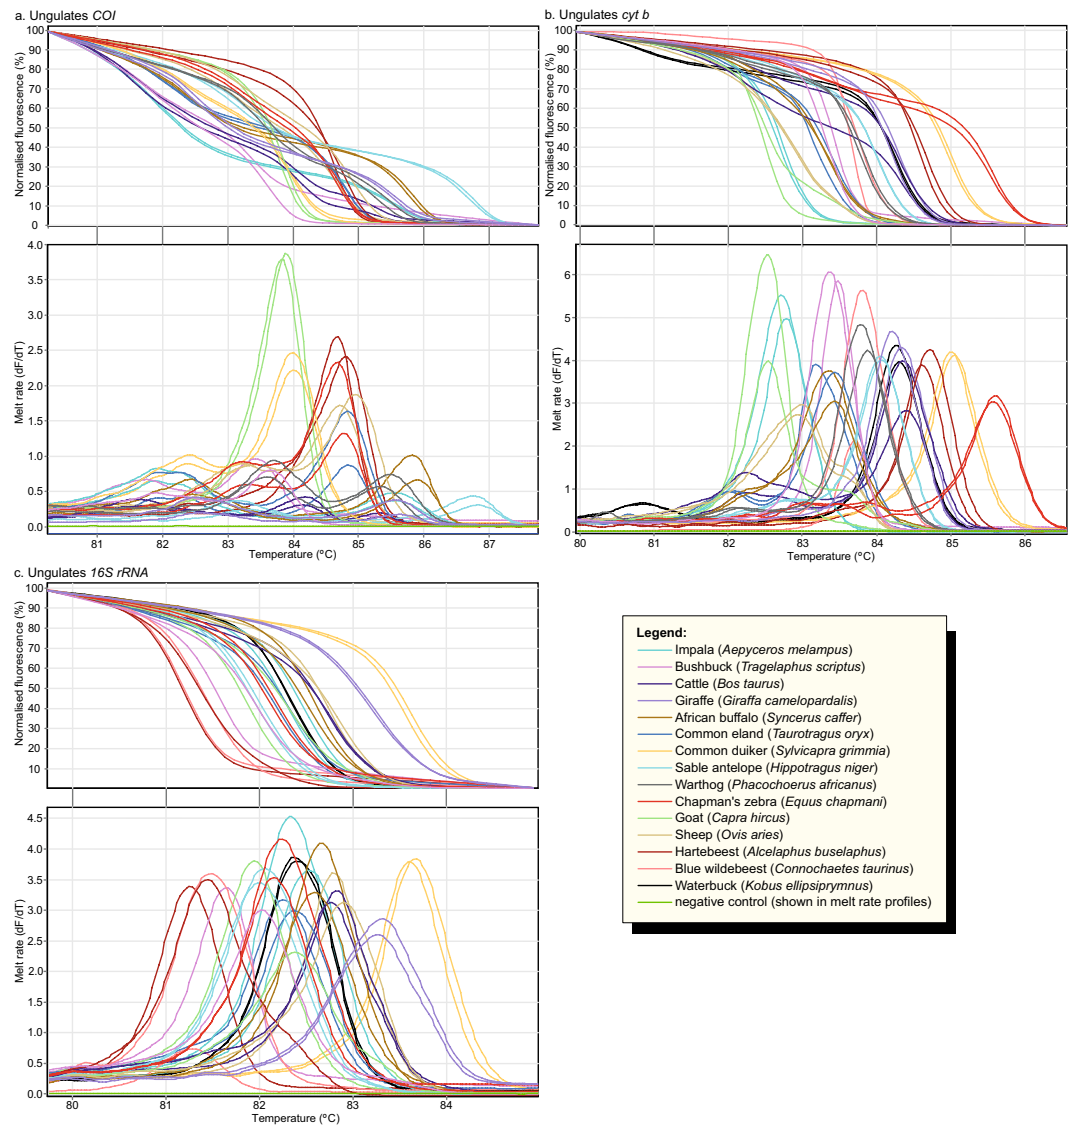 a. Ungulates COI
Normalised fluorescence (%)
100
90
80
70
60
50
40
30
20
10
0
Melt rate (dF/dT)
4.0
3.5
3.0
2.5
2.0
1.5
1.0
0.5
0.0
81
82
83
84
85
86
87
Temperature (ºC)
b. Ungulates cyt b
Normalised fluorescence (%)
100
90
80
70
60
50
40
30
20
10
0
Melt rate (dF/dT)
6
5
4
3
2
1
0
80
81
82
83
84
85
86
Temperature (ºC)
c. Ungulates 16S rRNA
Normalised fluorescence (%)
100
90
80
70
60
50
40
30
20
10
Melt rate (dF/dT)
4.5
4.0
3.5
3.0
2.5
2.0
1.5
1.0
0.5
0.0
80
81
82
83
84
Temperature (ºC)
Legend:
Impala (Aepyceros melampus)
Bushbuck (Tragelaphus scriptus)
Cattle (Bos taurus)
Giraffe (Giraffa camelopardalis)
African buffalo (Syncerus caffer)
Common eland (Taurotragus oryx)
Common duiker (Sylvicapra grimmia)
Sable antelope (Hippotragus niger)
Warthog (Phacochoerus africanus)
Chapman's zebra (Equus chapmani)
Goat (Capra hircus)
Sheep (Ovis aries)
Hartebeest (Alcelaphus buselaphus)
Blue wildebeest (Connochaetes taurinus)
Waterbuck (Kobus ellipsiprymnus)
negative control (shown in melt rate profiles)